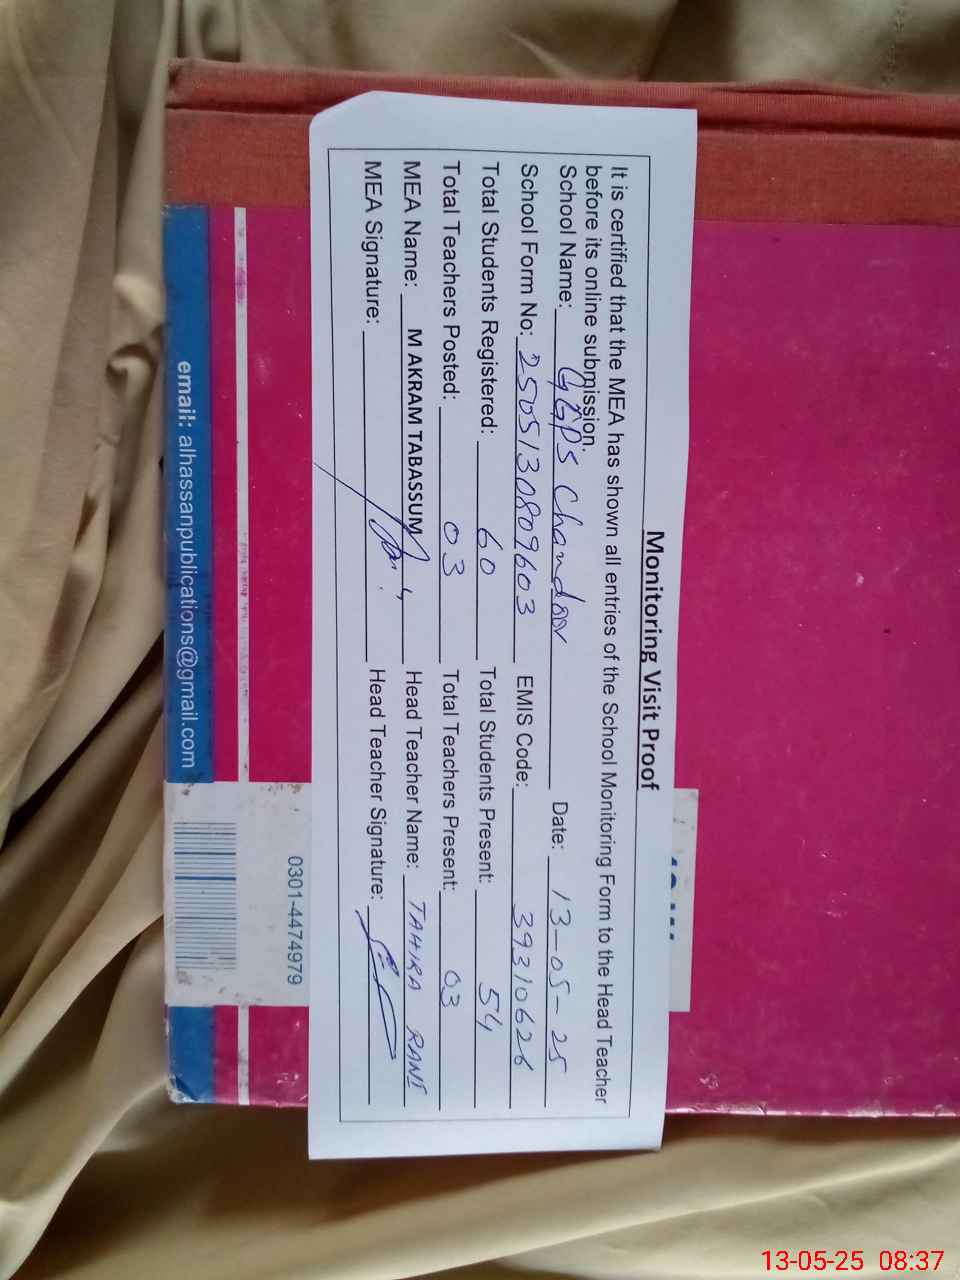 Monitoring Visit Proof
It is certified that the MEA has shown all entries of the School Monitoring Form to the Head Teacher
before its online submission.
School Name: GGPS Chandoor Date: 13-05-25
School Form No: 2505130809603 EMIS Code: 39310626
Total Students Registered: 60 Total Students Present: 54
Total Teachers Posted: 03 Total Teachers Present: 03
MEA Name: M AKRAM TABASSUM Head Teacher Name: TAHIRA RANI
MEA Signature: Head Teacher Signature:
0301-4474979
email: alhassanpublications@gmail.com
13-05-25 08:37